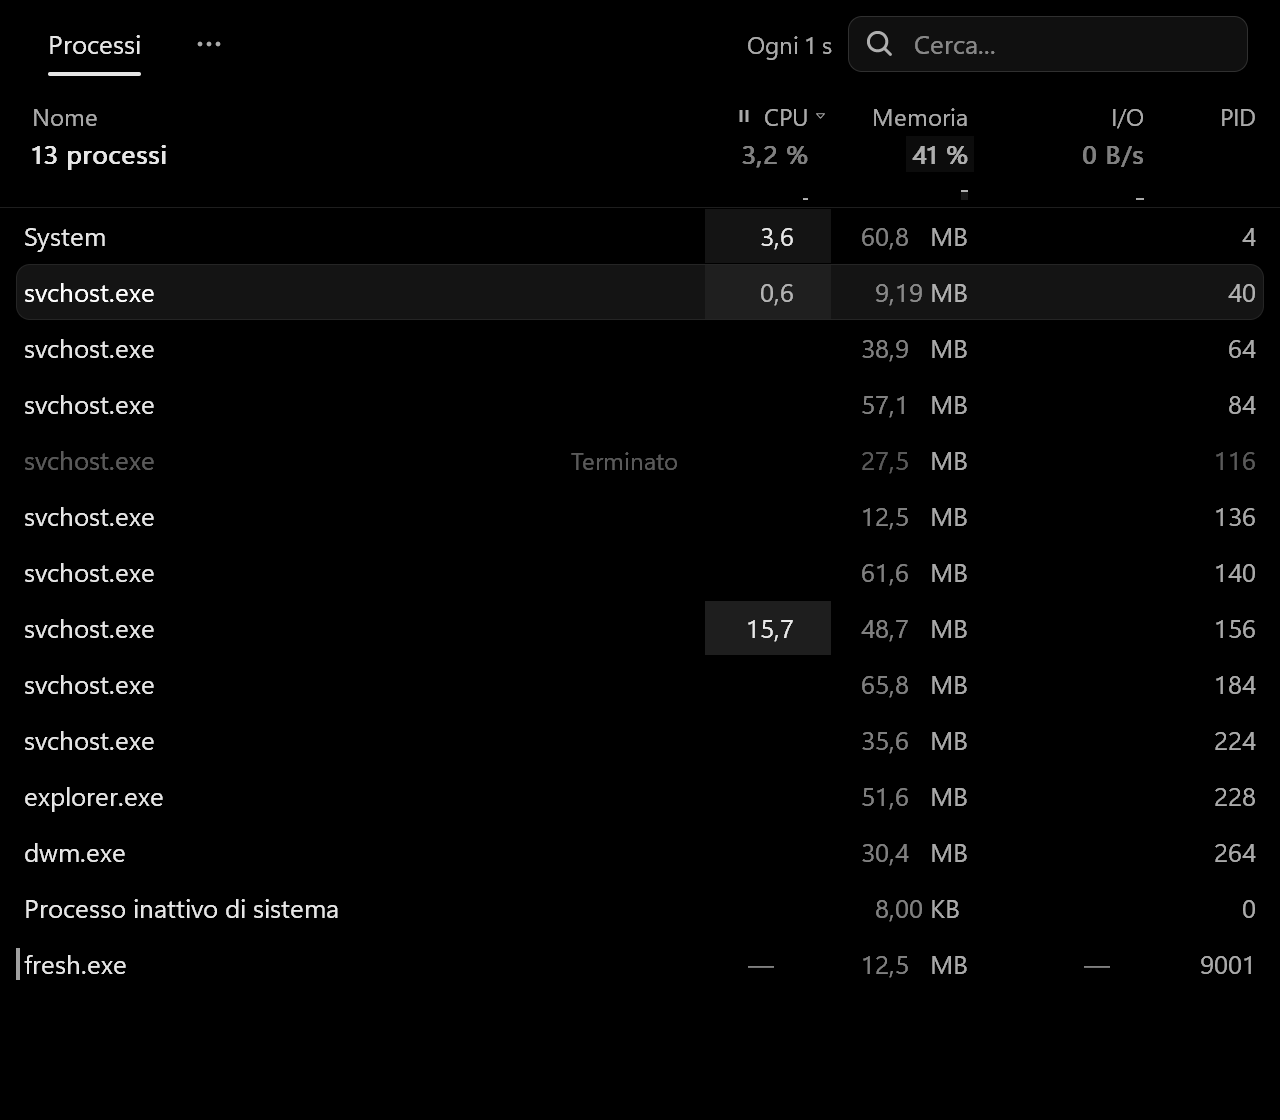 Processi ••• Ogni 1 s Cerca...
Nome CPU Memoria I/O PID
13 processi 3,2 % 41 % 0 B/s
System 3,6 60,8 MB 4
svchost.exe 0,6 9,19 MB 40
svchost.exe 38,9 MB 64
svchost.exe 57,1 MB 84
svchost.exe Terminato 27,5 MB 116
svchost.exe 12,5 MB 136
svchost.exe 61,6 MB 140
svchost.exe 15,7 48,7 MB 156
svchost.exe 65,8 MB 184
svchost.exe 35,6 MB 224
explorer.exe 51,6 MB 228
dwm.exe 30,4 MB 264
Processo inattivo di sistema 8,00 KB 0
fresh.exe — 12,5 MB — 9001